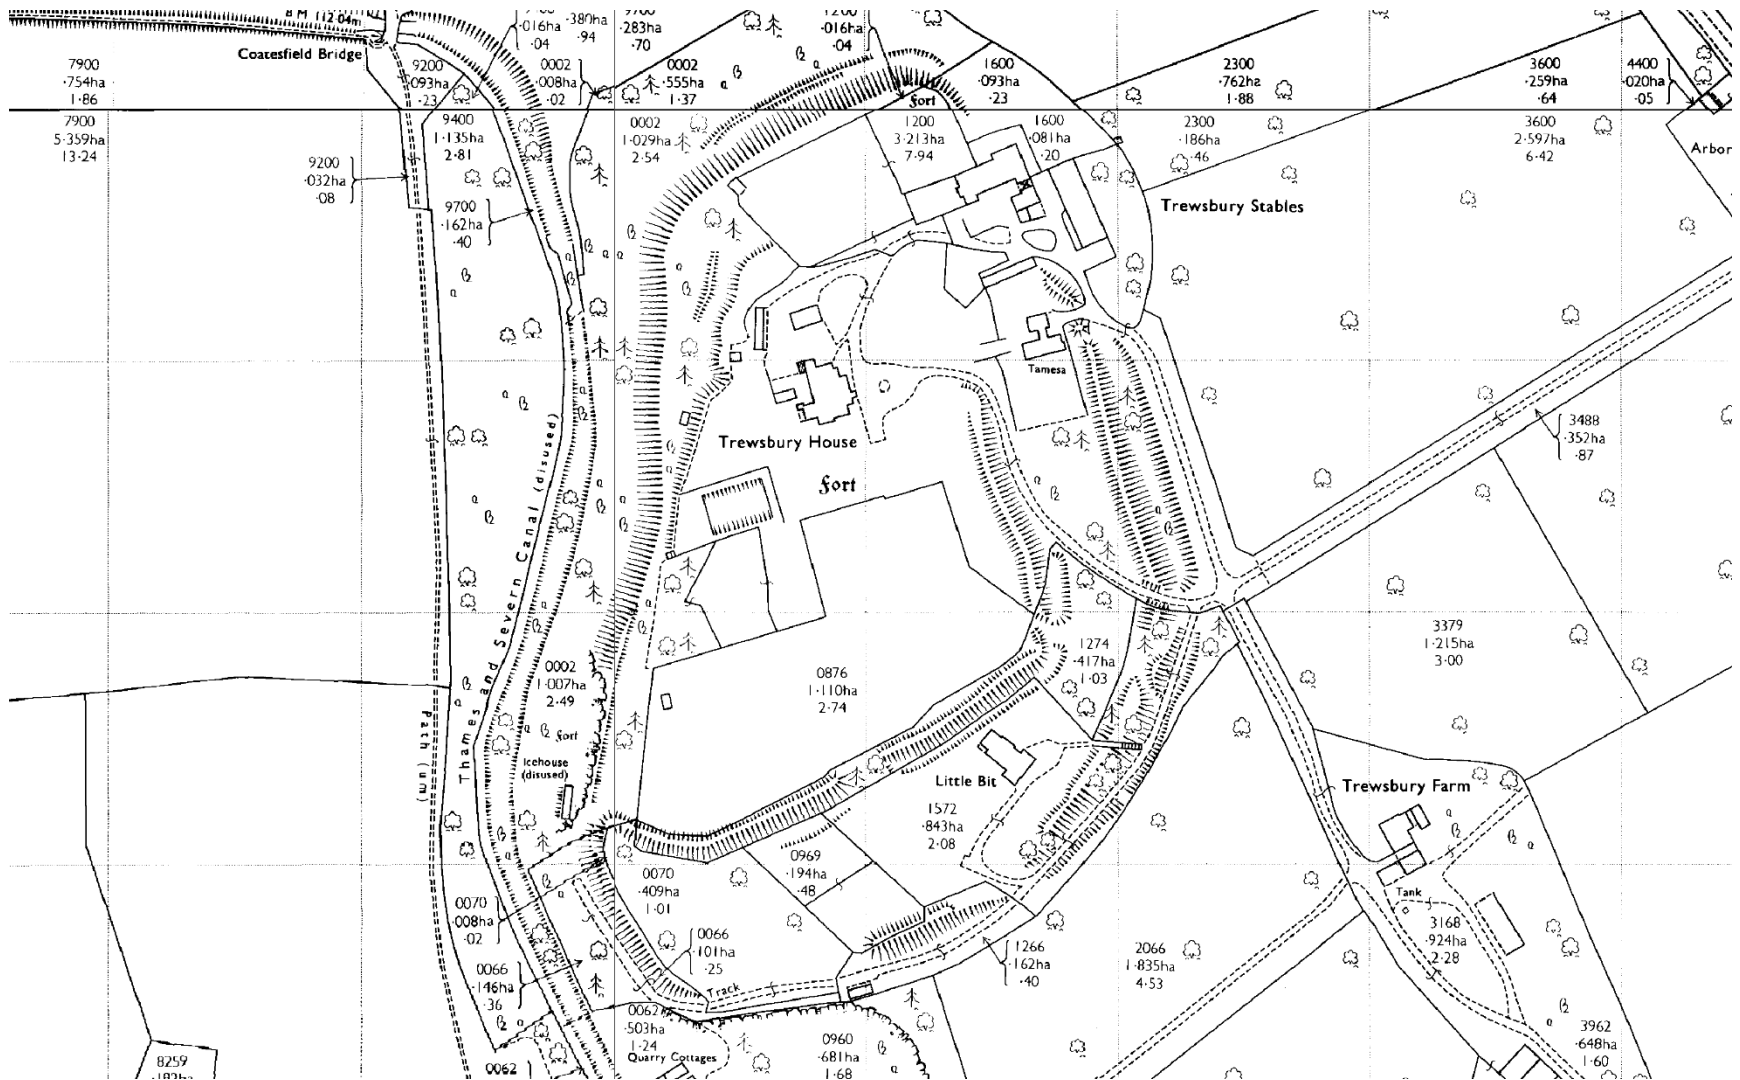 B M 112·04m
Coatesfield Bridge
7900
·754ha
1·86
9200
·093ha
·23
·016ha
·04
·380ha
·94
0002
·008ha
·02
9700
·283ha
·70
0002
·555ha
1·37
1200
·016ha
·04
1600
·093ha
·23
2300
·762ha
1·88
3600
·259ha
·64
4400
·020ha
·05
Fort
7900
5·359ha
13·24
9400
1·135ha
2·81
0002
1·029ha
2·54
1200
3·213ha
7·94
1600
·081ha
·20
2300
·186ha
·46
3600
2·597ha
6·42
Arbor
9200
·032ha
·08
9700
·162ha
·40
Trewsbury Stables
Tamesa
Trewsbury House
Fort
3488
·352ha
·87
Thames and Severn Canal (disused)
Path (um)
0002
1·007ha
2·49
Fort
Icehouse
(disused)
0876
1·110ha
2·74
1274
·417ha
1·03
3379
1·215ha
3·00
Little Bit
1572
·843ha
2·08
Trewsbury Farm
Tank
3168
·924ha
2·28
0969
·194ha
·48
0070
·409ha
1·01
0070
·008ha
·02
0066
·101ha
·25
0066
·146ha
·36
Track
1266
·162ha
·40
2066
1·835ha
4·53
0062
·503ha
1·24
Quarry Cottages
0960
·681ha
1·68
3962
·648ha
1·60
8259
·182ha
0062